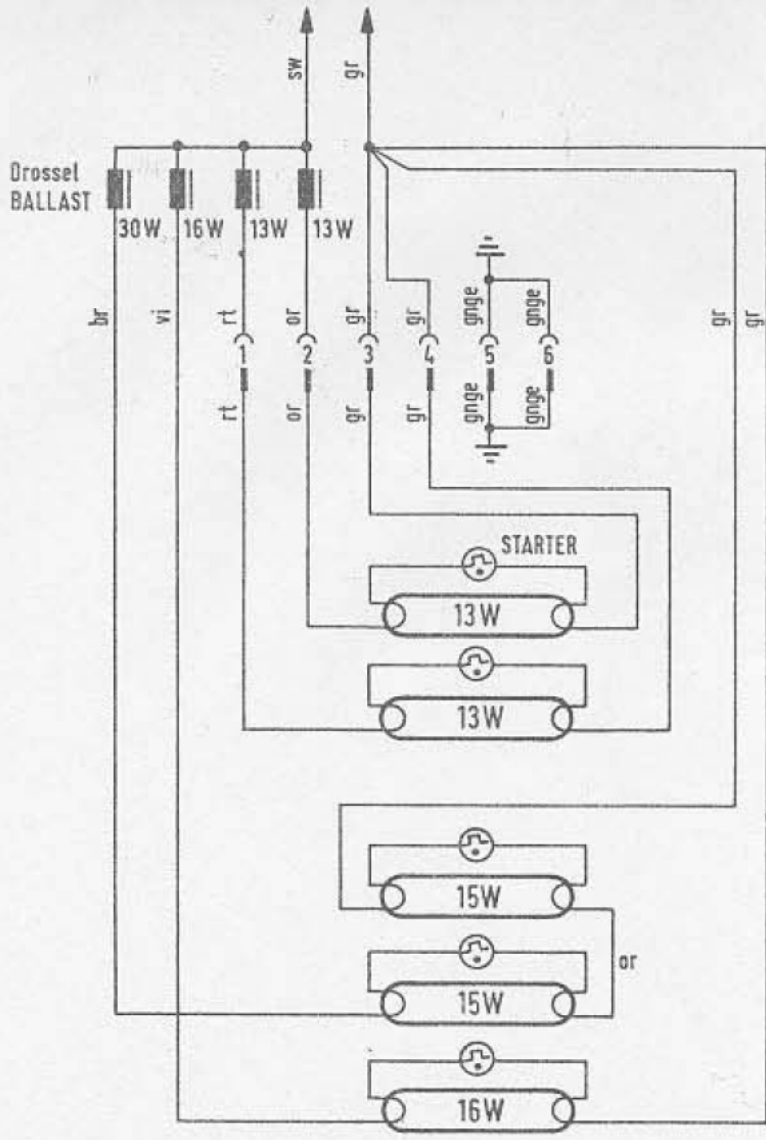 sw gr
Drossel
BALLAST
30W 16W 13W 13W
br vi rt or gr gr gnge gnge gr gr
1 2 3 4 5 6
rt or gr gr gnge gnge
STARTER
13W
13W
15W
or
15W
16W